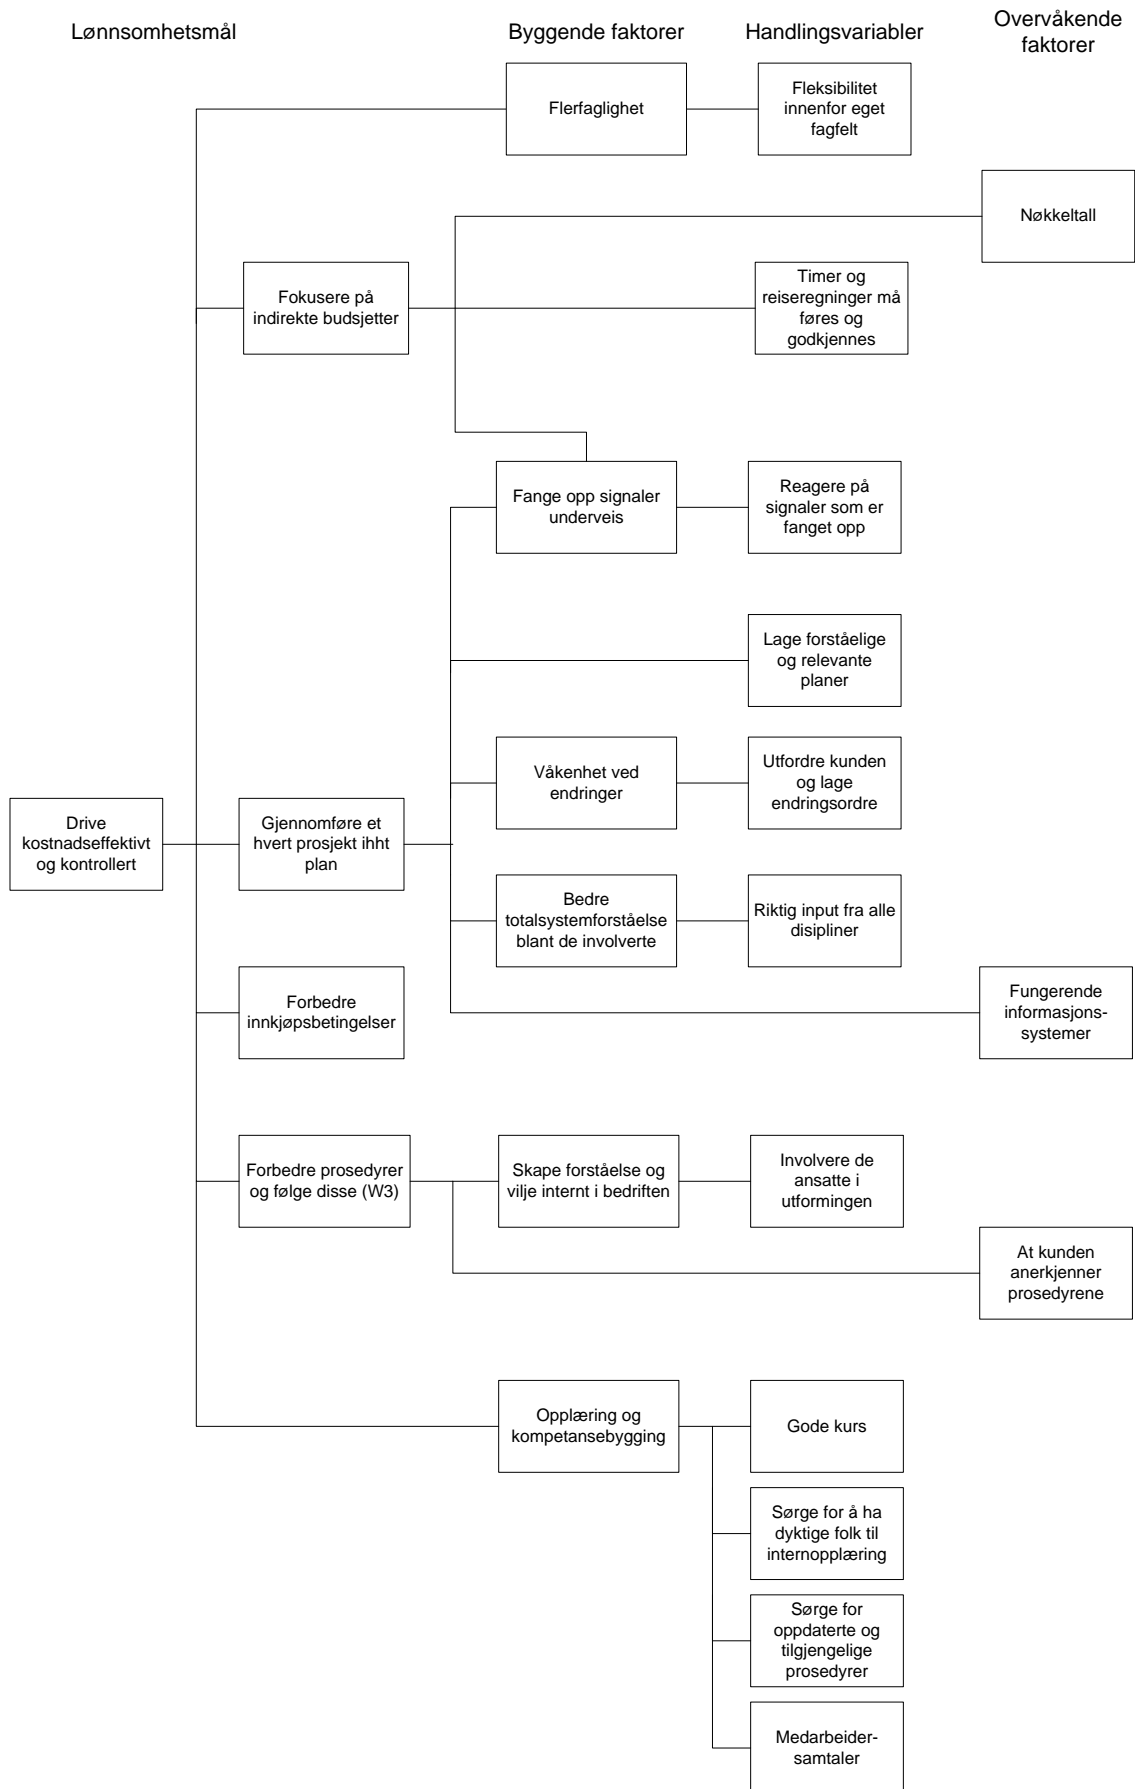 Lønnsomhetsmål
Byggende faktorer
Handlingsvariabler
Overvåkende
faktorer
Flerfaglighet
Fleksibilitet
innenfor eget
fagfelt
Nøkkeltall
Fokusere på
indirekte budsjetter
Timer og
reiseregninger må
føres og
godkjennes
Fange opp signaler
underveis
Reagere på
signaler som er
fanget opp
Lage forståelige
og relevante
planer
Våkenhet ved
endringer
Utfordre kunden
og lage
endringsordre
Drive
kostnadseffektivt
og kontrollert
Gjennomføre et
hvert prosjekt ihht
plan
Bedre
totalsystemforståelse
blant de involverte
Riktig input fra alle
disipliner
Forbedre
innkjøpsbetingelser
Fungerende
informasjons-
systemer
Forbedre prosedyrer
og følge disse (W3)
Skape forståelse og
vilje internt i bedriften
Involvere de
ansatte i
utformingen
At kunden
anerkjenner
prosedyrene
Opplæring og
kompetansebygging
Gode kurs
Sørge for å ha
dyktige folk til
internopplæring
Sørge for
oppdaterte og
tilgjengelige
prosedyrer
Medarbeider-
samtaler